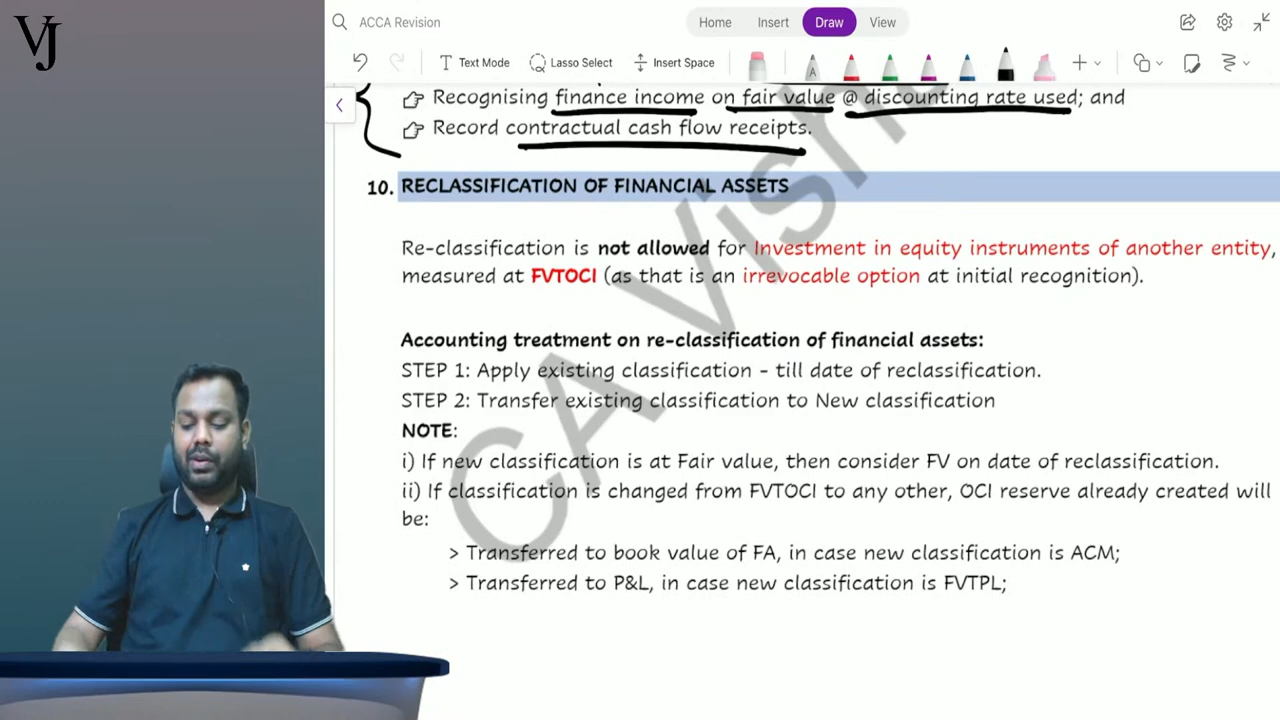 VJ
ACCA Revision
Home Insert Draw View
Text Mode Lasso Select Insert Space
Recognising finance income on fair value @ discounting rate used; and
Record contractual cash flow receipts.
10. RECLASSIFICATION OF FINANCIAL ASSETS
Re-classification is not allowed for Investment in equity instruments of another entity,
measured at FVTOCI (as that is an irrevocable option at initial recognition).
Accounting treatment on re-classification of financial assets:
STEP 1: Apply existing classification - till date of reclassification.
STEP 2: Transfer existing classification to New classification
NOTE:
i) If new classification is at Fair value, then consider FV on date of reclassification.
ii) If classification is changed from FVTOCI to any other, OCI reserve already created will
be:
> Transferred to book value of FA, in case new classification is ACM;
> Transferred to P&L, in case new classification is FVTPL;